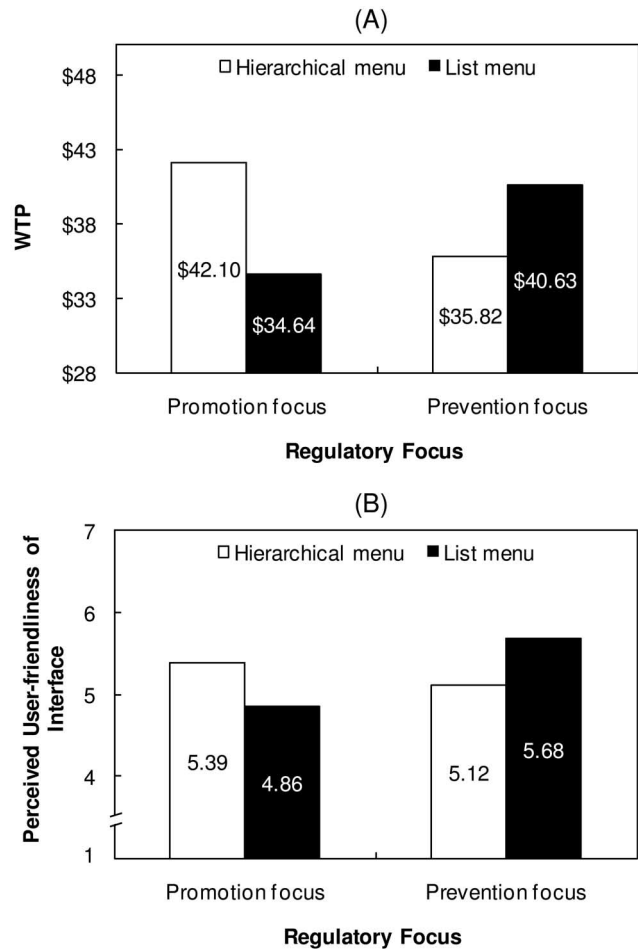 (A)
Hierarchical menu List menu
$48
$43
$38
$33
$28
WTP
$42.10
$34.64
$35.82
$40.63
Promotion focus Prevention focus
Regulatory Focus
(B)
Hierarchical menu List menu
7
6
5
4
1
Perceived User-friendliness of
Interface
5.39
4.86
5.12
5.68
Promotion focus Prevention focus
Regulatory Focus